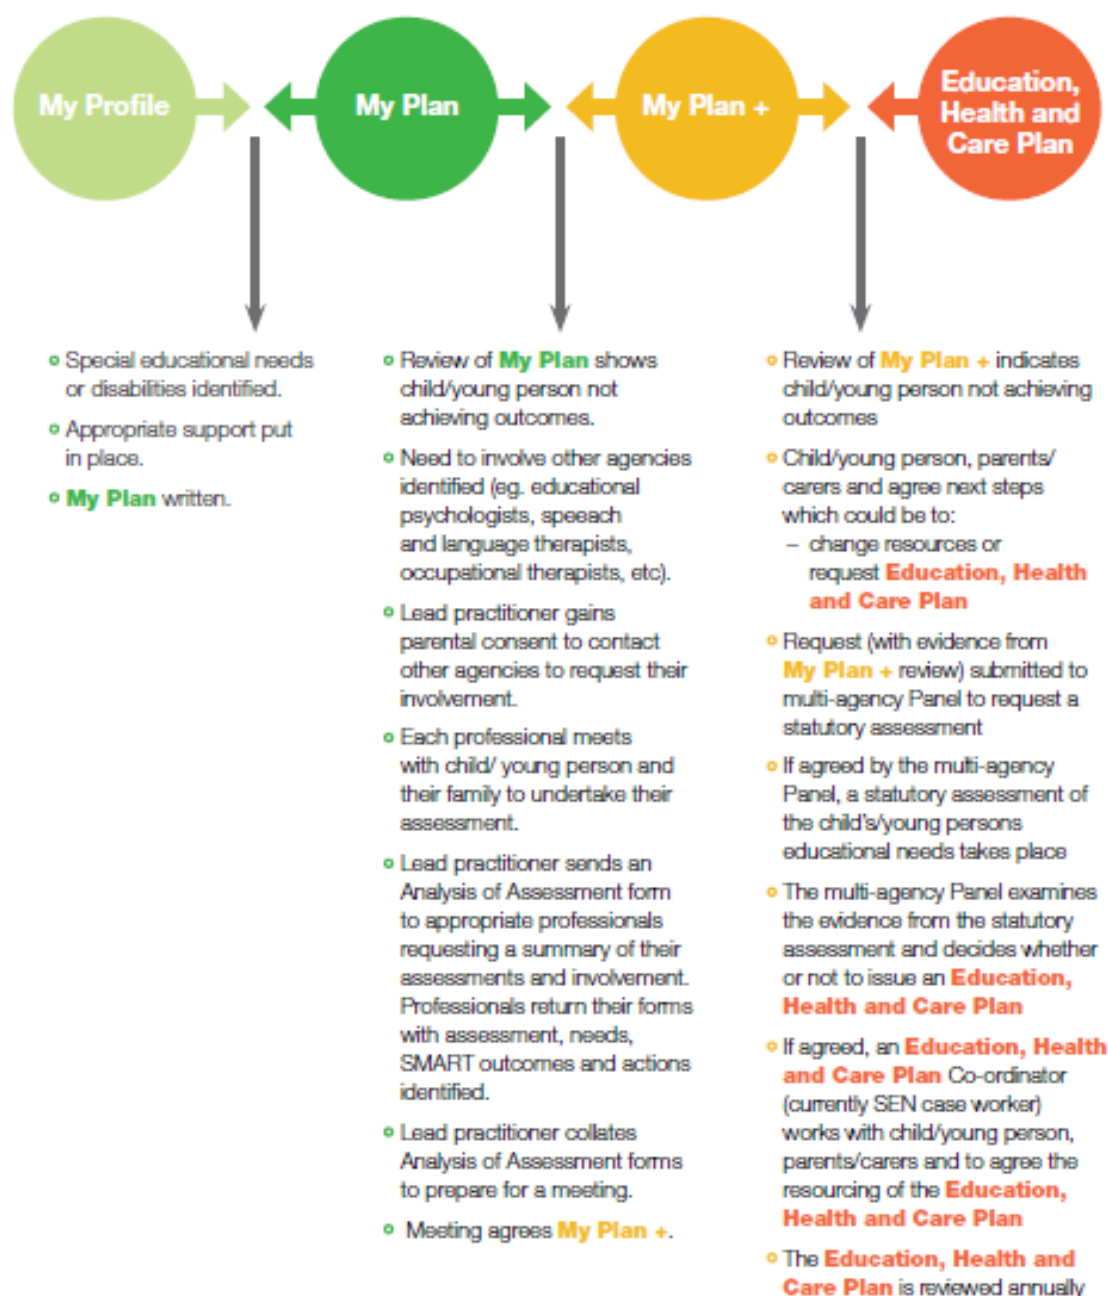 My Profile
My Plan
My Plan +
Education,
Health and
Care Plan
Special educational needs
or disabilities identified.
Appropriate support put
in place.
My Plan written.
Review of My Plan shows
child/young person not
achieving outcomes.
Need to involve other agencies
identified (eg. educational
psychologists, speeach
and language therapists,
occupational therapists, etc).
Lead practitioner gains
parental consent to contact
other agencies to request their
involvement.
Each professional meets
with child/ young person and
their family to undertake their
assessment.
Lead practitioner sends an
Analysis of Assessment form
to appropriate professionals
requesting a summary of their
assessments and involvement.
Professionals return their forms
with assessment, needs,
SMART outcomes and actions
identified.
Lead practitioner collates
Analysis of Assessment forms
to prepare for a meeting.
Meeting agrees My Plan +.
Review of My Plan + indicates
child/young person not achieving
outcomes
Child/young person, parents/
carers and agree next steps
which could be to:
– change resources or
request Education, Health
and Care Plan
Request (with evidence from
My Plan + review) submitted to
multi-agency Panel to request a
statutory assessment
If agreed by the multi-agency
Panel, a statutory assessment of
the child's/young persons
educational needs takes place
The multi-agency Panel examines
the evidence from the statutory
assessment and decides whether
or not to issue an Education,
Health and Care Plan
If agreed, an Education, Health
and Care Plan Co-ordinator
(currently SEN case worker)
works with child/young person,
parents/carers and to agree the
resourcing of the Education,
Health and Care Plan
The Education, Health and
Care Plan is reviewed annually